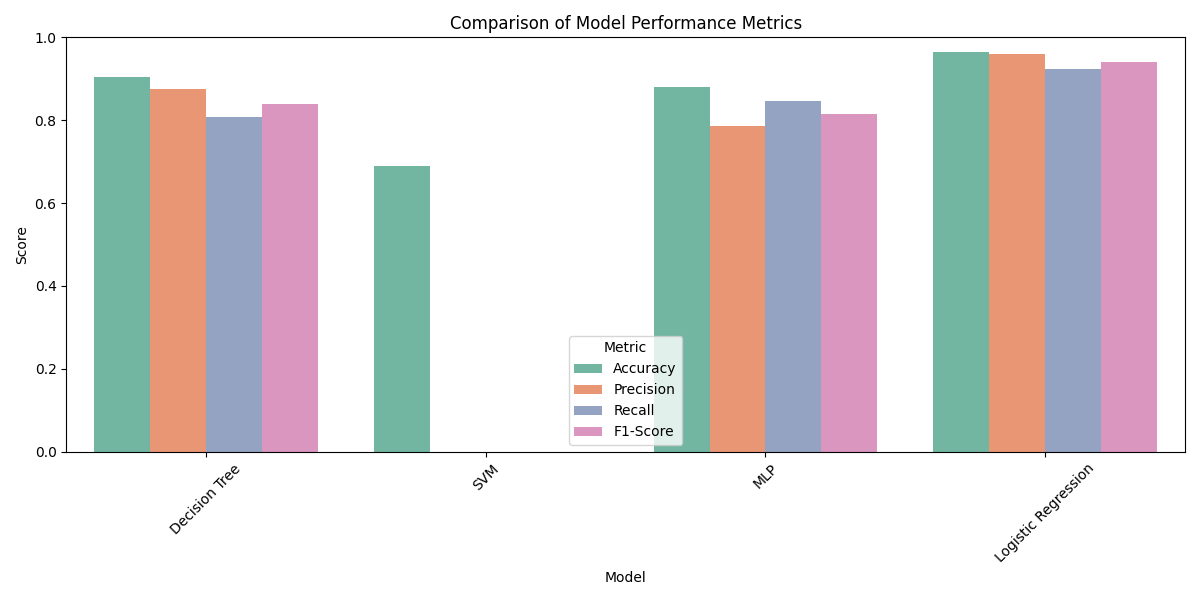 Comparison of Model Performance Metrics
1.0
0.8
0.6
0.4
0.2
0.0
Score
Metric
Accuracy
Precision
Recall
F1-Score
Decision Tree
SVM
MLP
Logistic Regression
Model